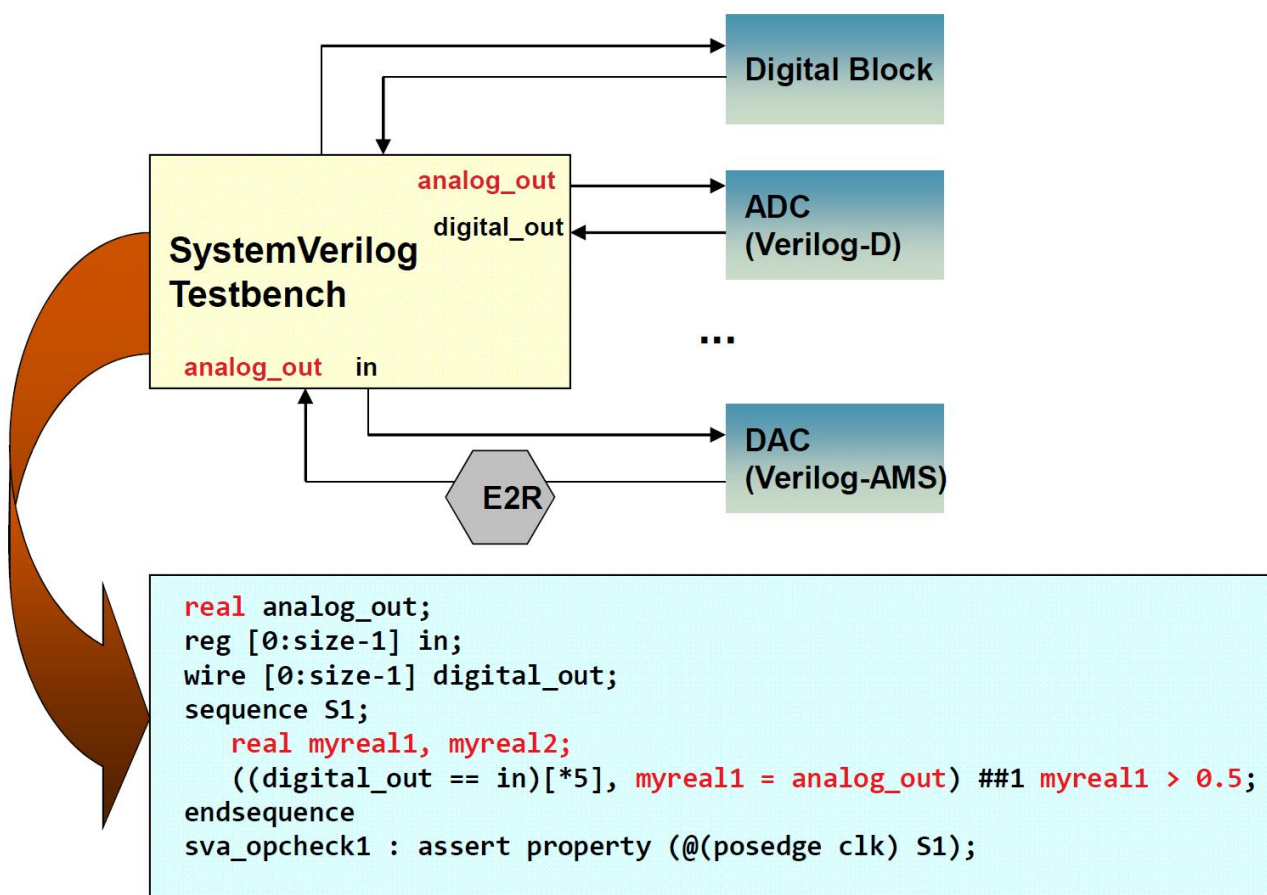 Digital Block
analog_out
digital_out
ADC
(Verilog-D)
SystemVerilog
Testbench
...
analog_out in
DAC
(Verilog-AMS)
E2R
real analog_out;
reg [0:size-1] in;
wire [0:size-1] digital_out;
sequence S1;
real myreal1, myreal2;
((digital_out == in)[*5], myreal1 = analog_out) ##1 myreal1 > 0.5;
endsequence
sva_opcheck1 : assert property (@(posedge clk) S1);